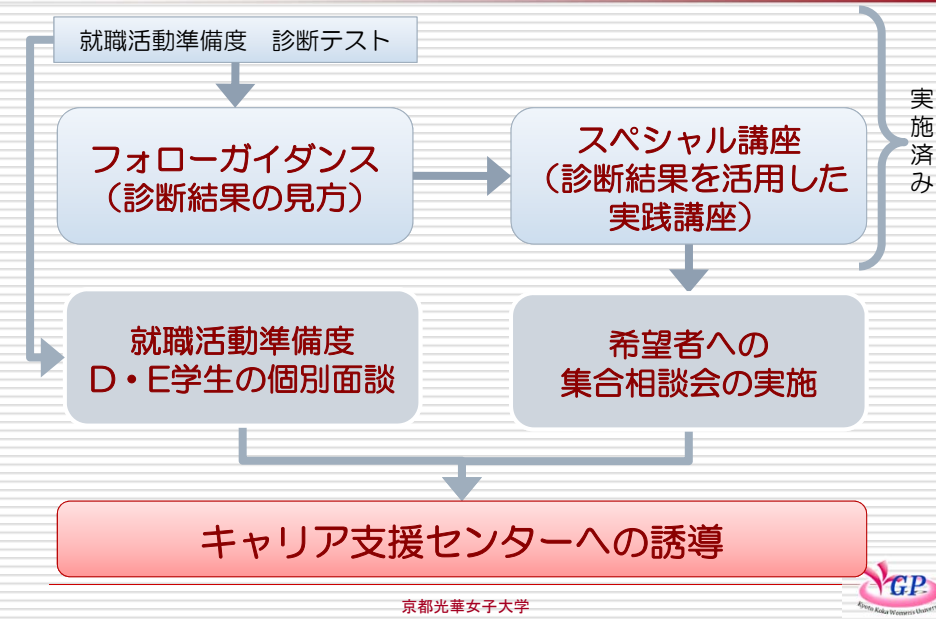 就職活動準備度　診断テスト
フォローガイダンス
（診断結果の見方）
スペシャル講座
（診断結果を活用した
実践講座）
実施済み
就職活動準備度
D・E学生の個別面談
希望者への
集合相談会の実施
キャリア支援センターへの誘導
京都光華女子大学
GP
Kyoto Koka Women's University